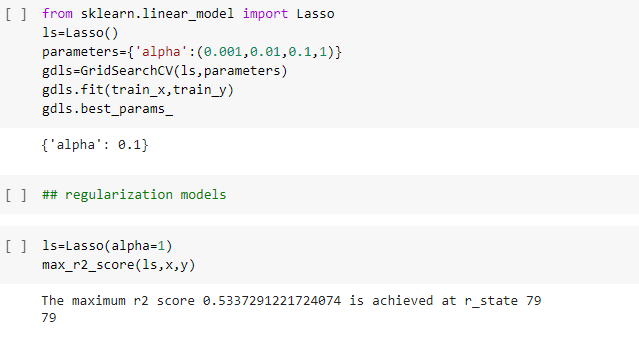 [ ] from sklearn.linear_model import Lasso
ls=Lasso()
parameters={'alpha':(0.001,0.01,0.1,1)}
gdls=GridSearchCV(ls,parameters)
gdls.fit(train_x,train_y)
gdls.best_params_
{'alpha': 0.1}
[ ] ## regularization models
[ ] ls=Lasso(alpha=1)
max_r2_score(ls,x,y)
The maximum r2 score 0.5337291221724074 is achieved at r_state 79
79